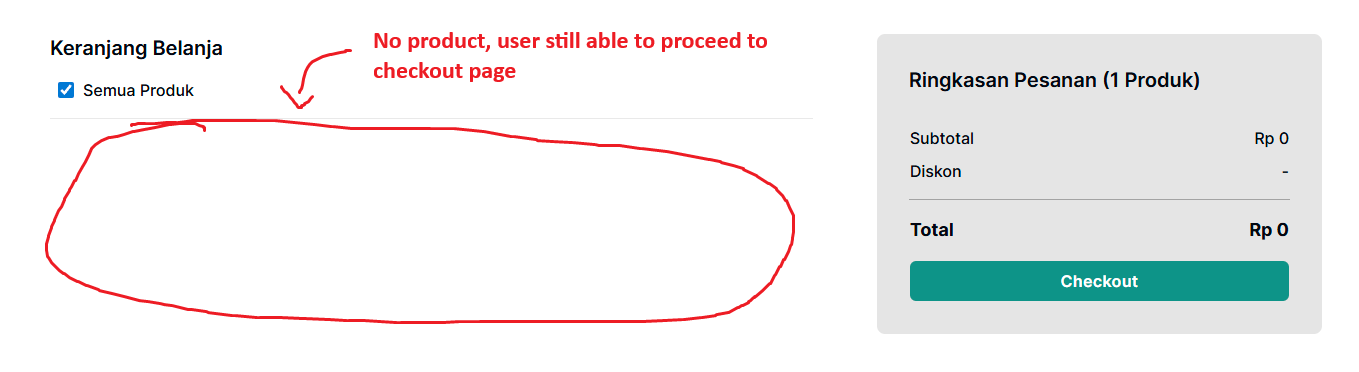 Keranjang Belanja
Semua Produk
No product, user still able to proceed to
checkout page
Ringkasan Pesanan (1 Produk)
Subtotal Rp 0
Diskon -
Total Rp 0
Checkout